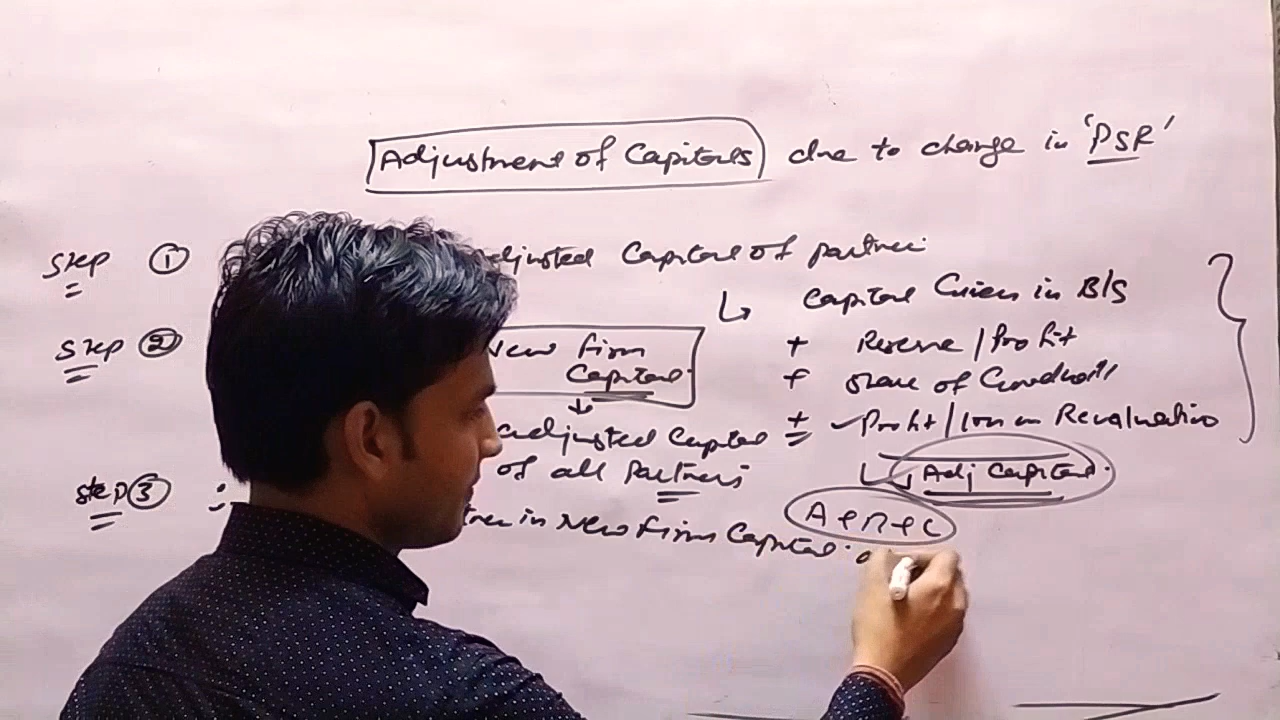 Adjustment of Capitals due to change in 'PSR'
Step ① djusted Capital of partner
↳ Capital Given in B/S
Step ② New firm Capital
+ Reserve / Profit
+ share of Goodwill
↓
adjusted Capital of all Partners
+ Profit / loss on Revaluation
↳ Adj Capital.
Step ③ :
in New firm Capital.